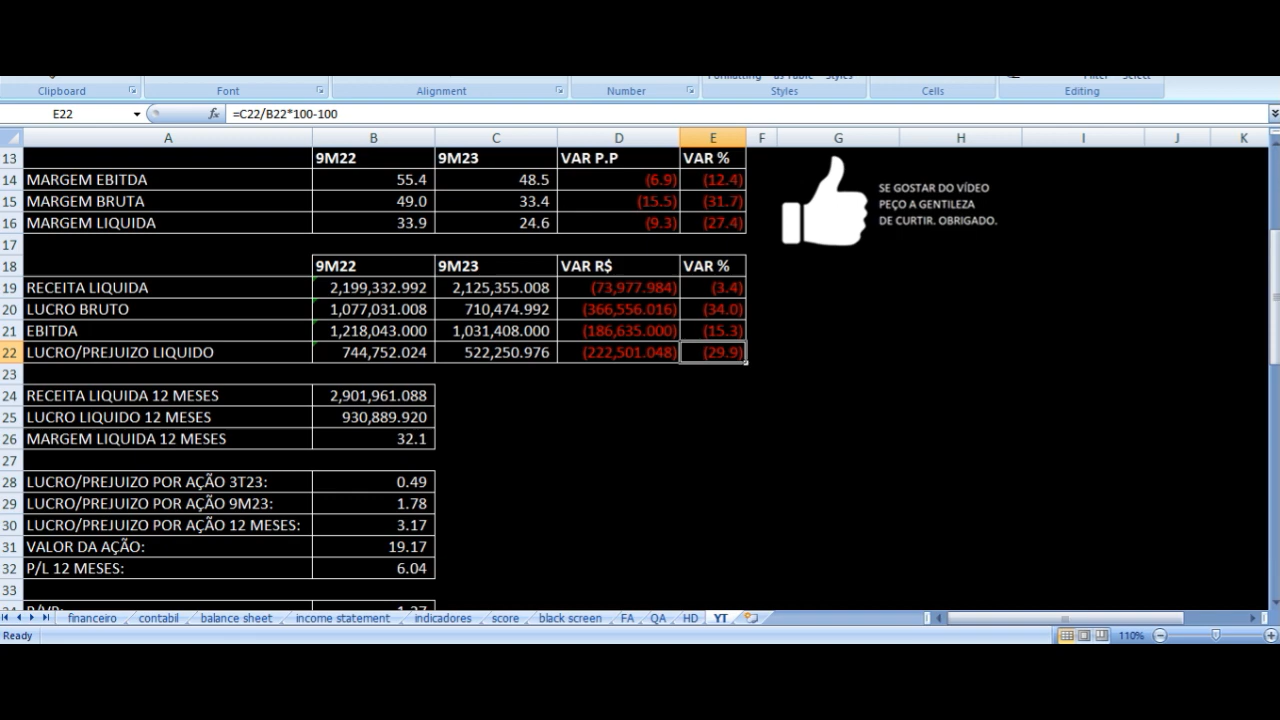 Clipboard Font Alignment Number Styles Cells Editing
E22 fx =C22/B22*100-100
A B C D E F G H I J K
13 9M22 9M23 VAR P.P VAR %
14 MARGEM EBITDA 55.4 48.5 (6.9) (12.4)
15 MARGEM BRUTA 49.0 33.4 (15.5) (31.7)
16 MARGEM LIQUIDA 33.9 24.6 (9.3) (27.4)
SE GOSTAR DO VÍDEO
PEÇO A GENTILEZA
DE CURTIR. OBRIGADO.
17
18 9M22 9M23 VAR R$ VAR %
19 RECEITA LIQUIDA 2,199,332.992 2,125,355.008 (73,977.984) (3.4)
20 LUCRO BRUTO 1,077,031.008 710,474.992 (366,556.016) (34.0)
21 EBITDA 1,218,043.000 1,031,408.000 (186,635.000) (15.3)
22 LUCRO/PREJUIZO LIQUIDO 744,752.024 522,250.976 (222,501.048) (29.9)
23
24 RECEITA LIQUIDA 12 MESES 2,901,961.088
25 LUCRO LIQUIDO 12 MESES 930,889.920
26 MARGEM LIQUIDA 12 MESES 32.1
27
28 LUCRO/PREJUIZO POR AÇÃO 3T23: 0.49
29 LUCRO/PREJUIZO POR AÇÃO 9M23: 1.78
30 LUCRO/PREJUIZO POR AÇÃO 12 MESES: 3.17
31 VALOR DA AÇÃO: 19.17
32 P/L 12 MESES: 6.04
33
financeiro contabil balance sheet income statement indicadores score black screen FA QA HD YT
Ready 110%